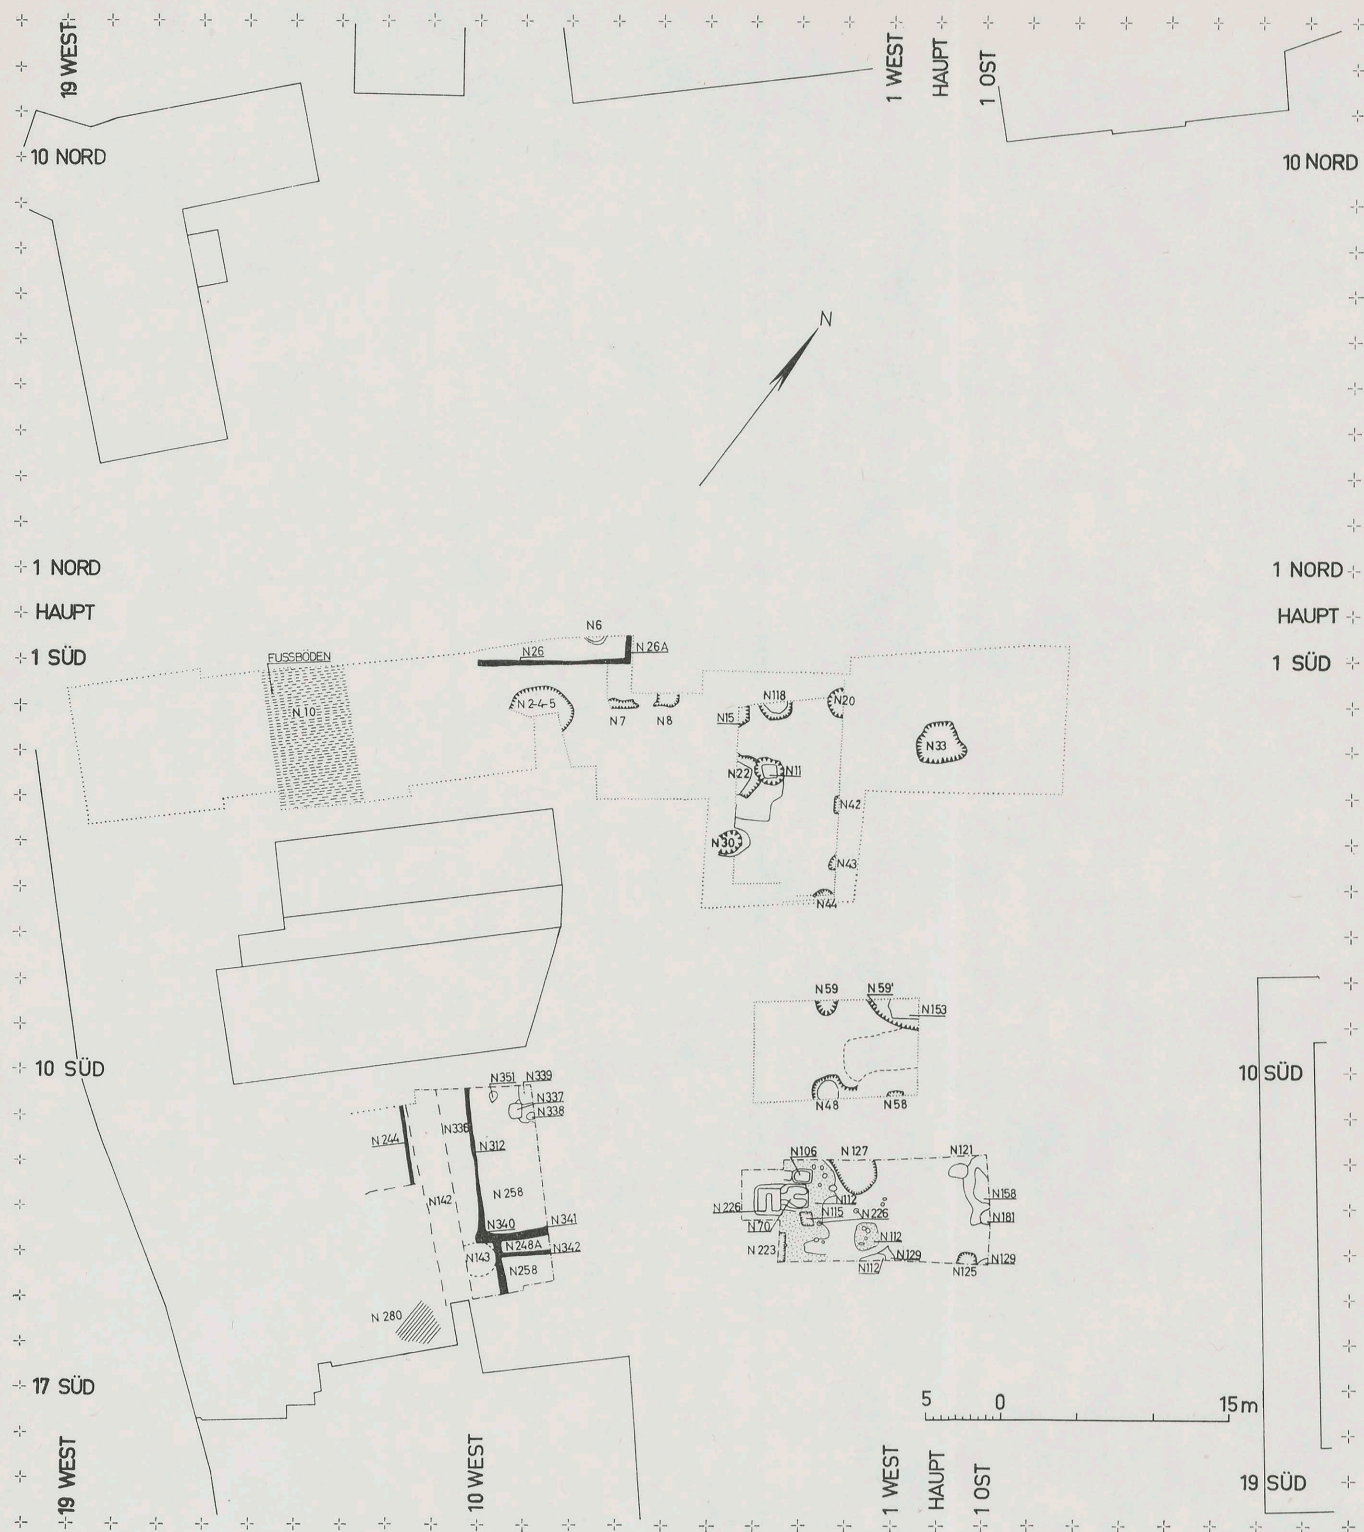 19 WEST
1 WEST
HAUPT
1 OST
10 NORD
10 NORD
N
1 NORD
1 NORD
HAUPT
HAUPT
1 SÜD
1 SÜD
N6
N26
N 26A
FUSSBÖDEN
N 10
N 2-4-5
N7
N8
N15
N118
N20
N33
N22
N11
N42
N30
N43
N44
N59
N59'
N153
N48
N58
10 SÜD
10 SÜD
N351
N339
N337
N338
N336
N 244
N312
N142
N 258
N340
N341
N248A
N342
N143
N258
N 280
N106
N127
N121
N158
N112
N181
N 226
N115
N226
N70
N112
N 223
N129
N112
N125
N129
17 SÜD
5 0 15 m
19 WEST
10 WEST
1 WEST
HAUPT
1 OST
19 SÜD